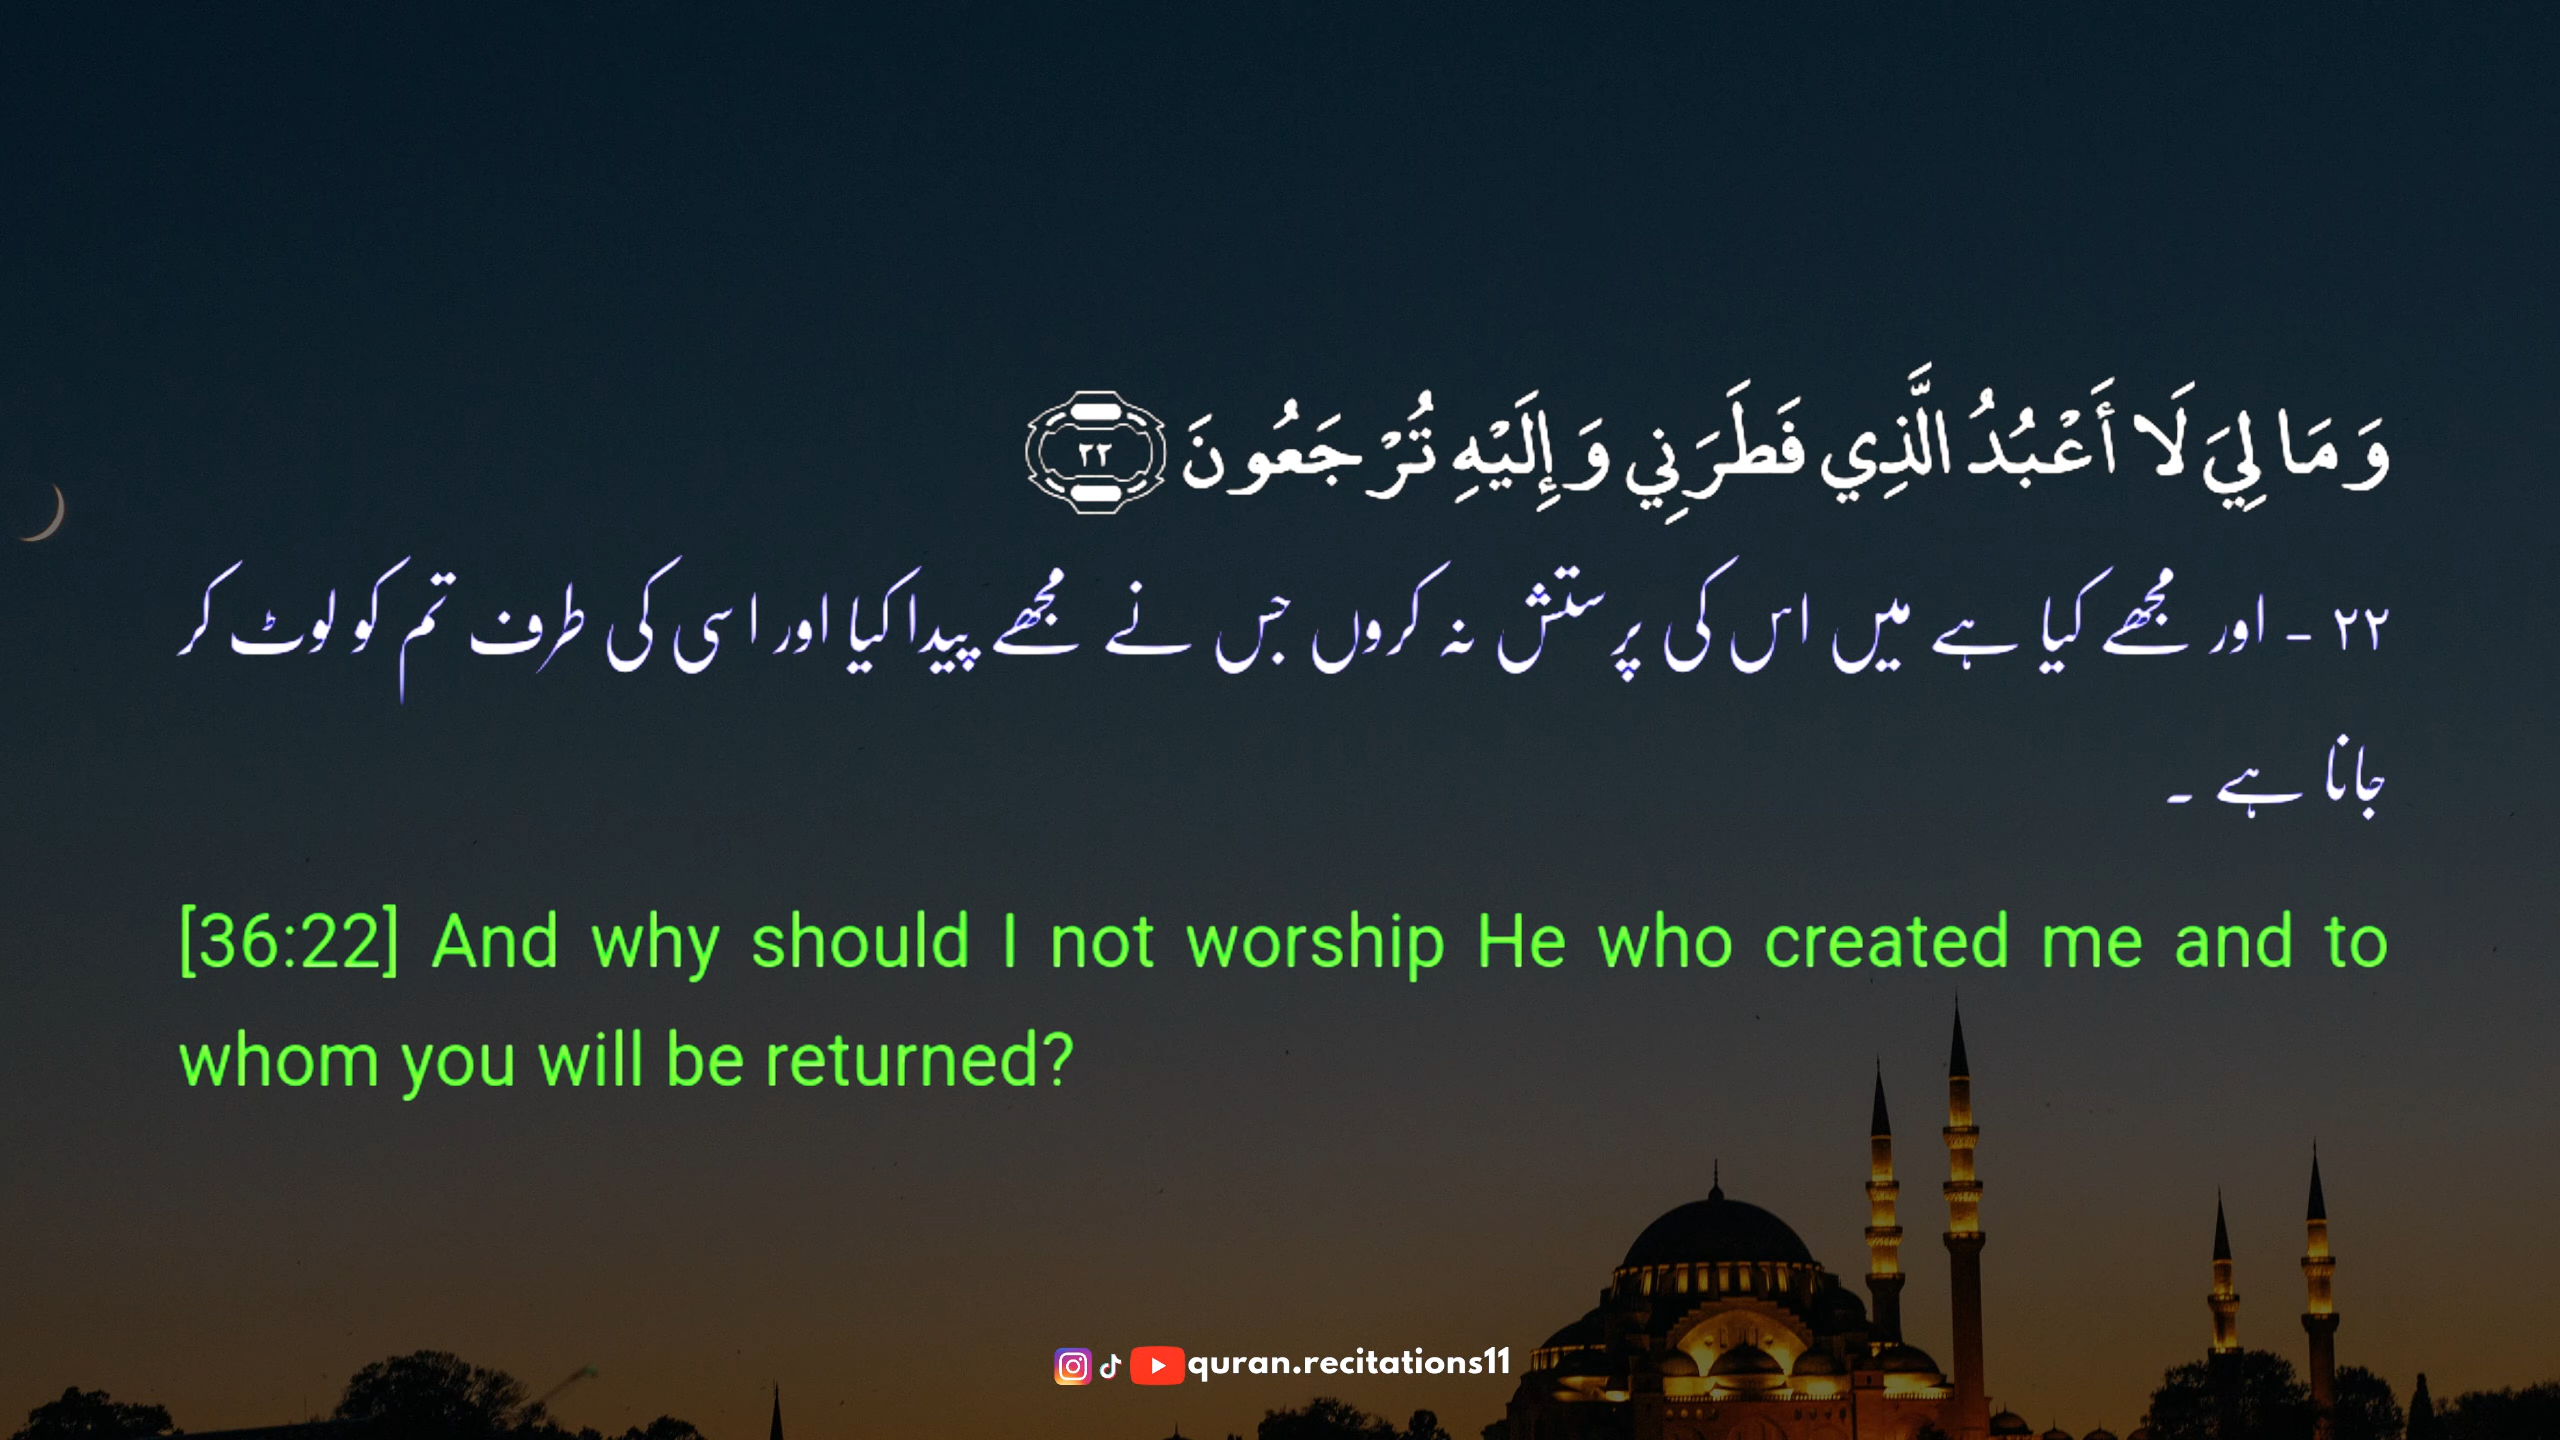 وَمَا لِيَ لَا أَعْبُدُ الَّذِي فَطَرَنِي وَإِلَيْهِ تُرْجَعُونَ ٢٢
٢٢ - اور مجھے کیا ہے میں اس کی پرستش نہ کروں جس نے مجھے پیدا کیا اور اسی کی طرف تم کو لوٹ کر
جانا ہے ۔
[36:22] And why should I not worship He who created me and to
whom you will be returned?
quran.recitations11